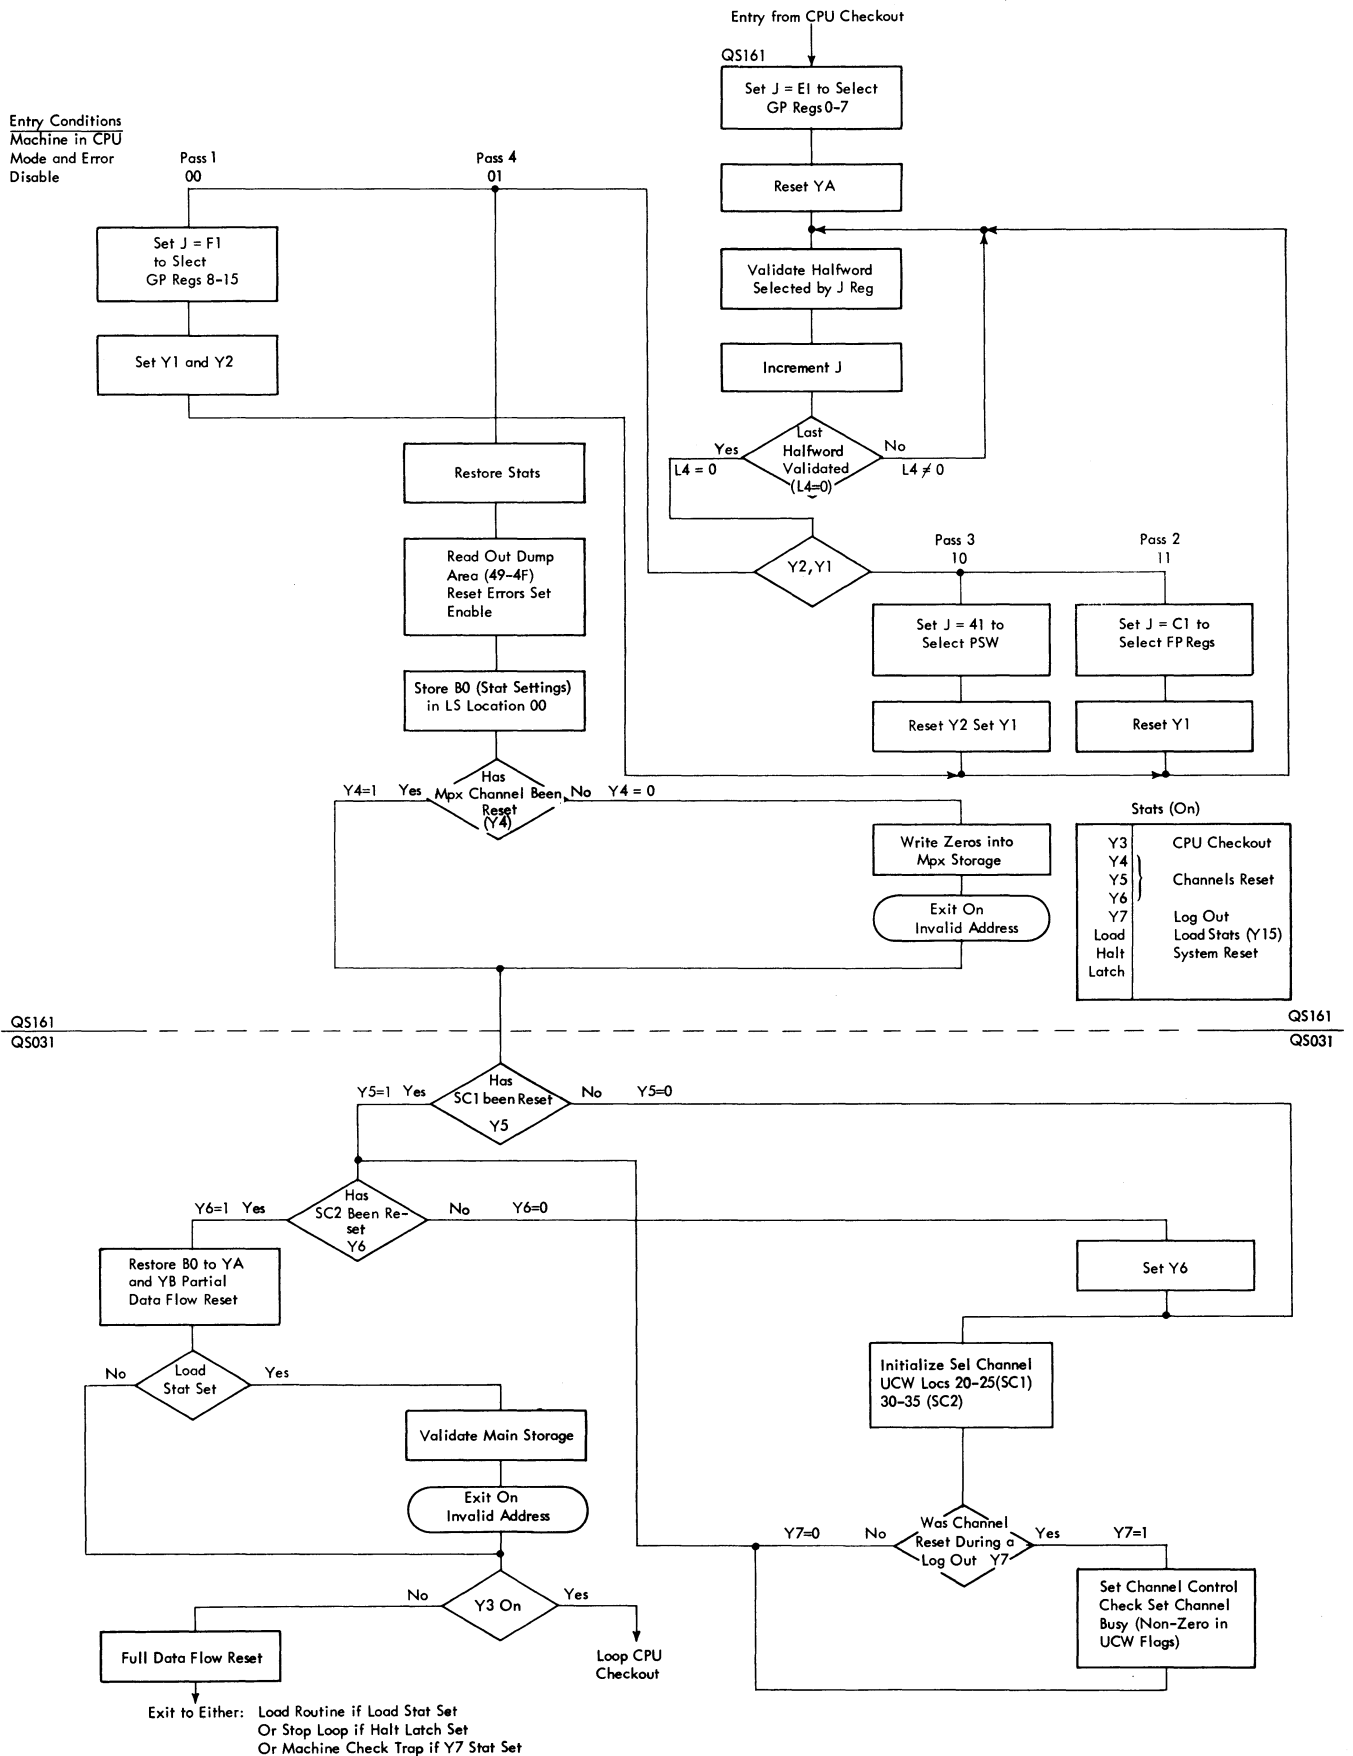 Entry from CPU Checkout
QS161
Set J = EI to Select
GP Regs 0-7
Entry Conditions
Machine in CPU
Mode and Error
Disable
Pass 1
00
Pass 4
01
Reset YA
Set J = F1
to Slect
GP Regs 8-15
Validate Halfword
Selected by J Reg
Set Y1 and Y2
Increment J
Yes
L4 = 0
Last
Halfword
Validated
(L4=0)
No
L4 ≠ 0
Restore Stats
Read Out Dump
Area (49-4F)
Reset Errors Set
Enable
Y2, Y1
Pass 3
10
Pass 2
11
Set J = 41 to
Select PSW
Set J = C1 to
Select FP Regs
Store B0 (Stat Settings)
in LS Location 00
Reset Y2 Set Y1
Reset Y1
Y4=1 Yes
Has
Mpx Channel Been
Reset
(Y4)
No Y4 = 0
Write Zeros into
Mpx Storage
Exit On
Invalid Address
Stats (On)
Y3 CPU Checkout
Y4
Y5 Channels Reset
Y6
Y7 Log Out
Load Load Stats (Y15)
Halt System Reset
Latch
QS161
QS031
QS161
QS031
Y5=1 Yes
Has
SC1 been Reset
Y5
No Y5=0
Y6=1 Yes
Has
SC2 Been Re-
set
Y6
No Y6=0
Restore B0 to YA
and YB Partial
Data Flow Reset
Set Y6
No
Load
Stat Set
Yes
Initialize Sel Channel
UCW Locs 20-25(SC1)
30-35 (SC2)
Validate Main Storage
Exit On
Invalid Address
Y7=0 No
Was Channel
Reset During a
Log Out Y7
Yes Y7=1
Set Channel Control
Check Set Channel
Busy (Non-Zero in
UCW Flags)
No
Y3 On
Yes
Loop CPU
Checkout
Full Data Flow Reset
Exit to Either: Load Routine if Load Stat Set
Or Stop Loop if Halt Latch Set
Or Machine Check Trap if Y7 Stat Set